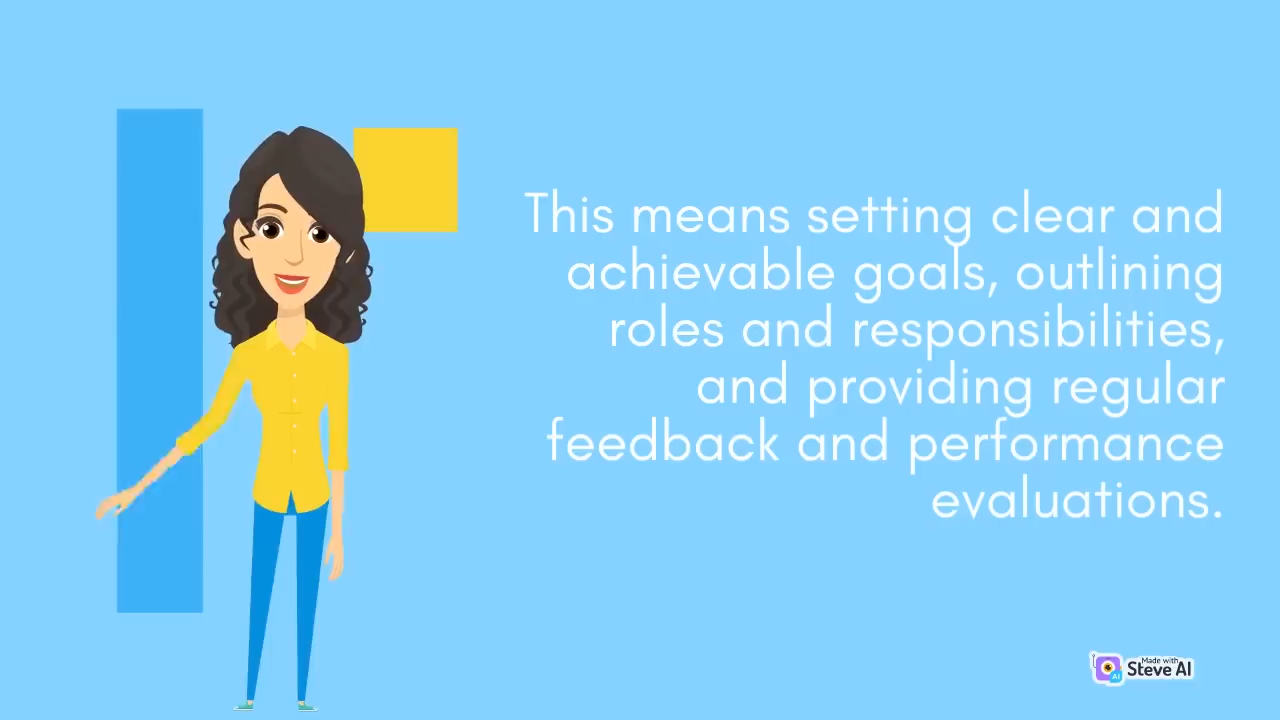 This means setting clear and
achievable goals, outlining
roles and responsibilities,
and providing regular
feedback and performance
evaluations.
Made with
Steve AI
AI